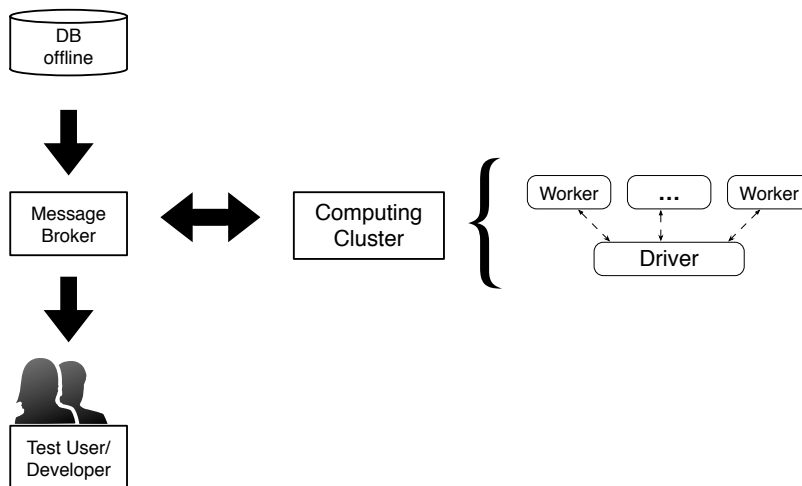 DB
offline
Message
Broker
Computing
Cluster
Worker
...
Worker
Driver
Test User/
Developer